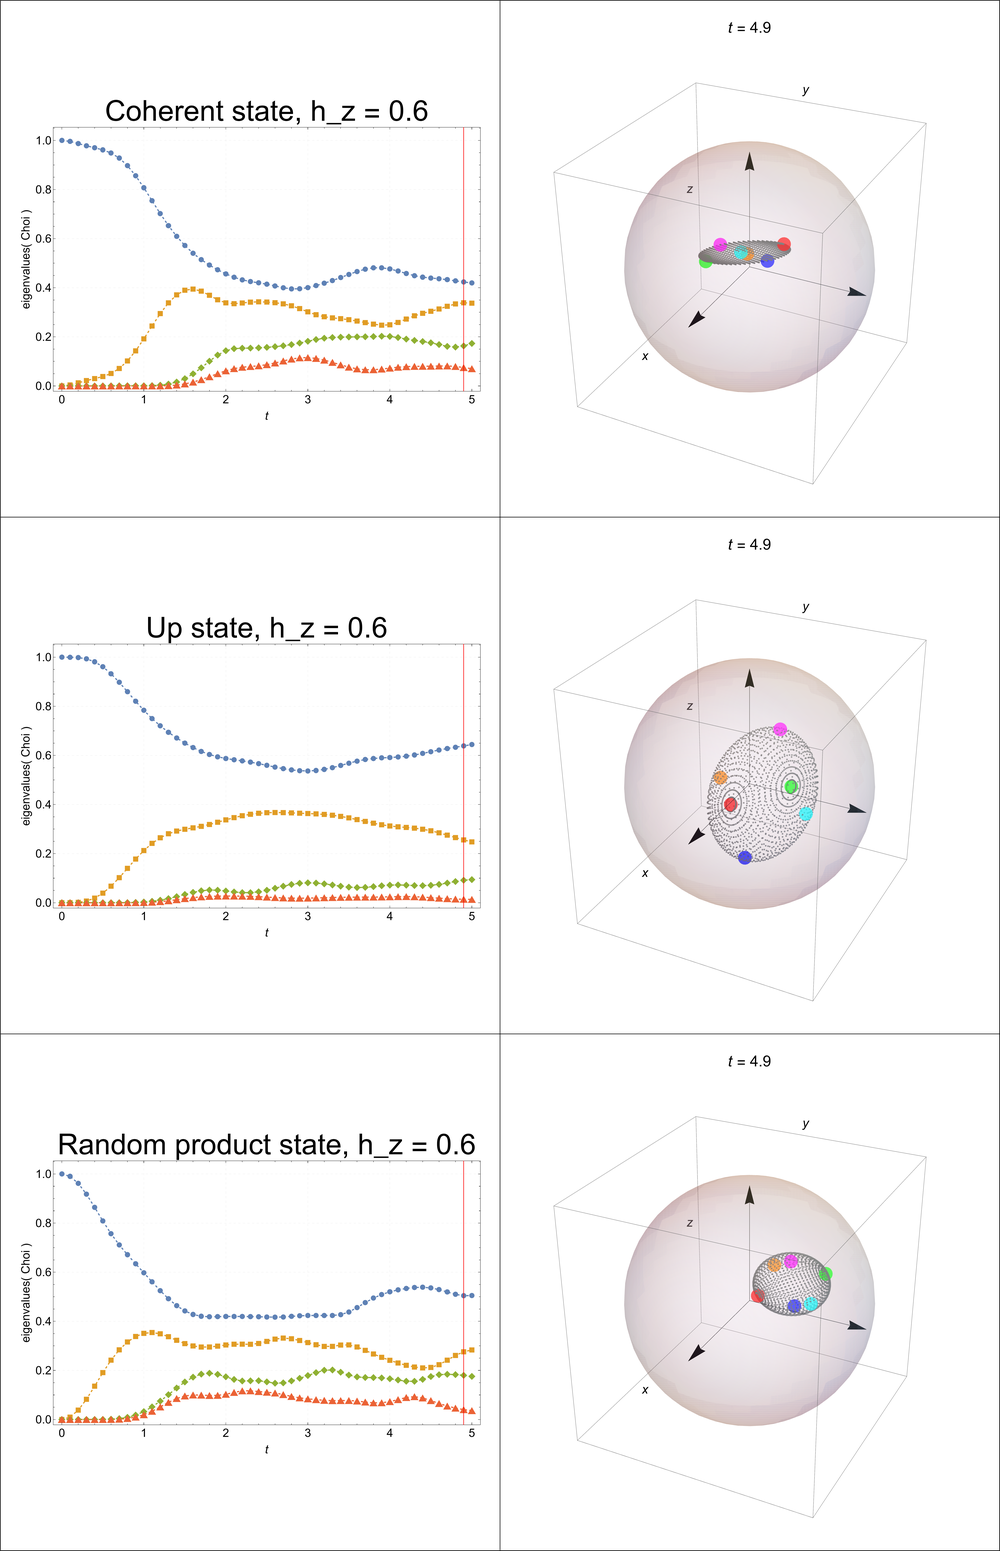 Coherent state, h_z = 0.6
eigenvalues( Choi )
1.0
0.8
0.6
0.4
0.2
0.0
0 1 2 3 4 5
t
t = 4.9
y
z
x
Up state, h_z = 0.6
eigenvalues( Choi )
1.0
0.8
0.6
0.4
0.2
0.0
0 1 2 3 4 5
t
t = 4.9
y
z
x
Random product state, h_z = 0.6
eigenvalues( Choi )
1.0
0.8
0.6
0.4
0.2
0.0
0 1 2 3 4 5
t
t = 4.9
y
z
x